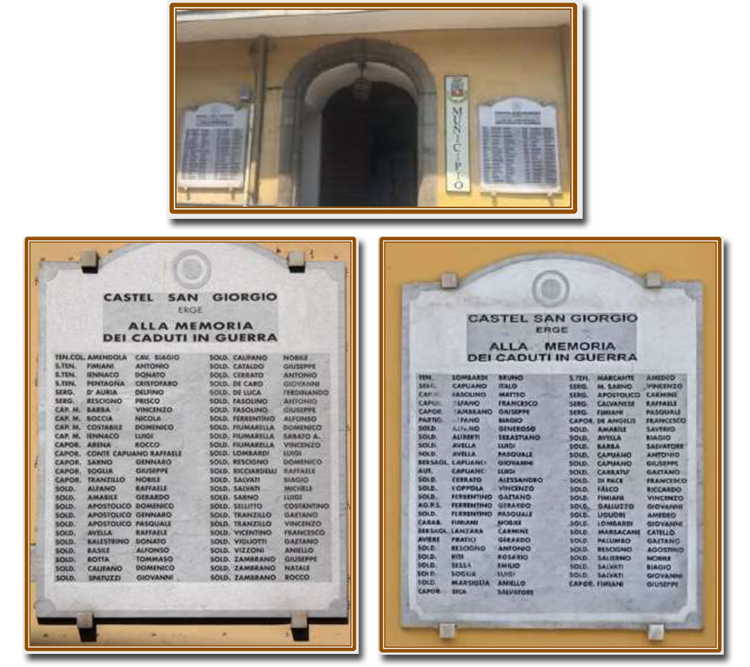 MUNICIPIO
CASTEL SAN GIORGIO
ERGE
ALLA MEMORIA
DEI CADUTI IN GUERRA
TEN.COL. AMENDOLA CAV. BIAGIO
S.TEN. FIMIANI ANTONIO
S.TEN. IENNACO DONATO
S.TEN. PENTAGNA CRISTOFARO
SERG. D'AURIA DELFINO
SERG. RESCIGNO PRISCO
CAP. M. BARBA VINCENZO
CAP. M. BOCCIA NICOLA
CAP. M. COSTABILE DOMENICO
CAP. M. IENNACO LUIGI
CAPOR. ARENA ROCCO
CAPOR. CONTE CAPUANO RAFFAELE
CAPOR. SARNO GENNARO
CAPOR. SOGLIA GIUSEPPE
CAPOR. TRANZILLO NOBILE
SOLD. ALFANO RAFFAELE
SOLD. AMABILE GERARDO
SOLD. APOSTOLICO DOMENICO
SOLD. APOSTOLICO GENNARO
SOLD. APOSTOLICO PASQUALE
SOLD. AVELLA RAFFAELE
SOLD. BALESTRINO DONATO
SOLD. BASILE ALFONSO
SOLD. BOTTA TOMMASO
SOLD. CALIFANO DOMENICO
SOLD. SPATUZZI GIOVANNI
SOLD. CALIFANO NOBILE
SOLD. CATALDO GIUSEPPE
SOLD. CERRATO ANTONIO
SOLD. DE CARO GIOVANNI
SOLD. DE LUCA FERDINANDO
SOLD. FASOLINO ANTONIO
SOLD. FASOLINO GIUSEPPE
SOLD. FERRENTINO ALFONSO
SOLD. FIUMARELLA DOMENICO
SOLD. FIUMARELLA SABATO A.
SOLD. FIUMARELLA VINCENZO
SOLD. LOMBARDI LUIGI
SOLD. RESCIGNO DOMENICO
SOLD. RICCIARDELLI RAFFAELE
SOLD. SALVATI BIAGIO
SOLD. SALVATI MICHELE
SOLD. SARNO LUIGI
SOLD. SELLITTO COSTANTINO
SOLD. TRANZILLO GAETANO
SOLD. TRANZILLO VINCENZO
SOLD. VICENTINO FRANCESCO
SOLD. VIGLIOTTI GAETANO
SOLD. VIZZONI ANIELLO
SOLD. ZAMBRANO GIUSEPPE
SOLD. ZAMBRANO NATALE
SOLD. ZAMBRANO ROCCO
CASTEL SAN GIORGIO
ERGE
ALLA MEMORIA
DEI CADUTI IN GUERRA
TEN. LOMBARDI BRUNO
SERG. CAPUANO ITALO
FASOLINO MATTEO
FRANCESCO
CAPOR. ZAMBRANO GIUSEPPE
BIAGIO
SOLD. GENEROSO
SOLD. ALIBERTI SEBASTIANO
SOLD. AVELLA LUIGI
SOLD. AVELLA PASQUALE
BERSAGL. CAPUANO GIOVANNI
AUT. CAPUANO LUIGI
SOLD. CERRATO ALESSANDRO
SOLD. COPPOLA VINCENZO
SOLD. FERRENTINO GAETANO
FERRENTINO GERARDO
SOLD. FERRENTINO PASQUALE
CARAB. FIMIANI NOBILE
BERSAGL. LANZARA CARMINE
AVIERE GERARDO
SOLD. RESCIGNO ANTONIO
SOLD. ROSARIO
SOLD. SESSA EMILIO
SOLD. SOGLIA LUIGI
SOLD. MARSIGLIA ANIELLO
CAPOR. SICA SALVATORE
S.TEN. MARCANTE AMEDEO
SERG. M. SARNO VINCENZO
SERG. APOSTOLICO CARMINE
SERG. CALVANESE RAFFAELE
SERG. FIMIANI PASQUALE
CAPOR. DE ANGELIS FRANCESCO
SOLD. AMABILE SAVERIO
SOLD. AVELLA BIAGIO
SOLD. BARBA SALVATORE
SOLD. CAPUANO ANTONIO
SOLD. CAPUANO GIUSEPPE
SOLD. GAETANO
SOLD. DI PACE FRANCESCO
SOLD. FALCO RICCARDO
SOLD. FIMIANI VINCENZO
SOLD. GALLUZZO GIOVANNI
SOLD. LIGUORI AMEDEO
SOLD. LOMBARDI GIOVANNI
SOLD. MARSACANE CATELLO
SOLD. PALUMBO GAETANO
SOLD. RESCIGNO AGOSTINO
SOLD. SALIERNO NOBILE
SOLD. SALVATI BIAGIO
SOLD. SALVATI GIOVANNI
CAPOR. FIMIANI GIUSEPPE